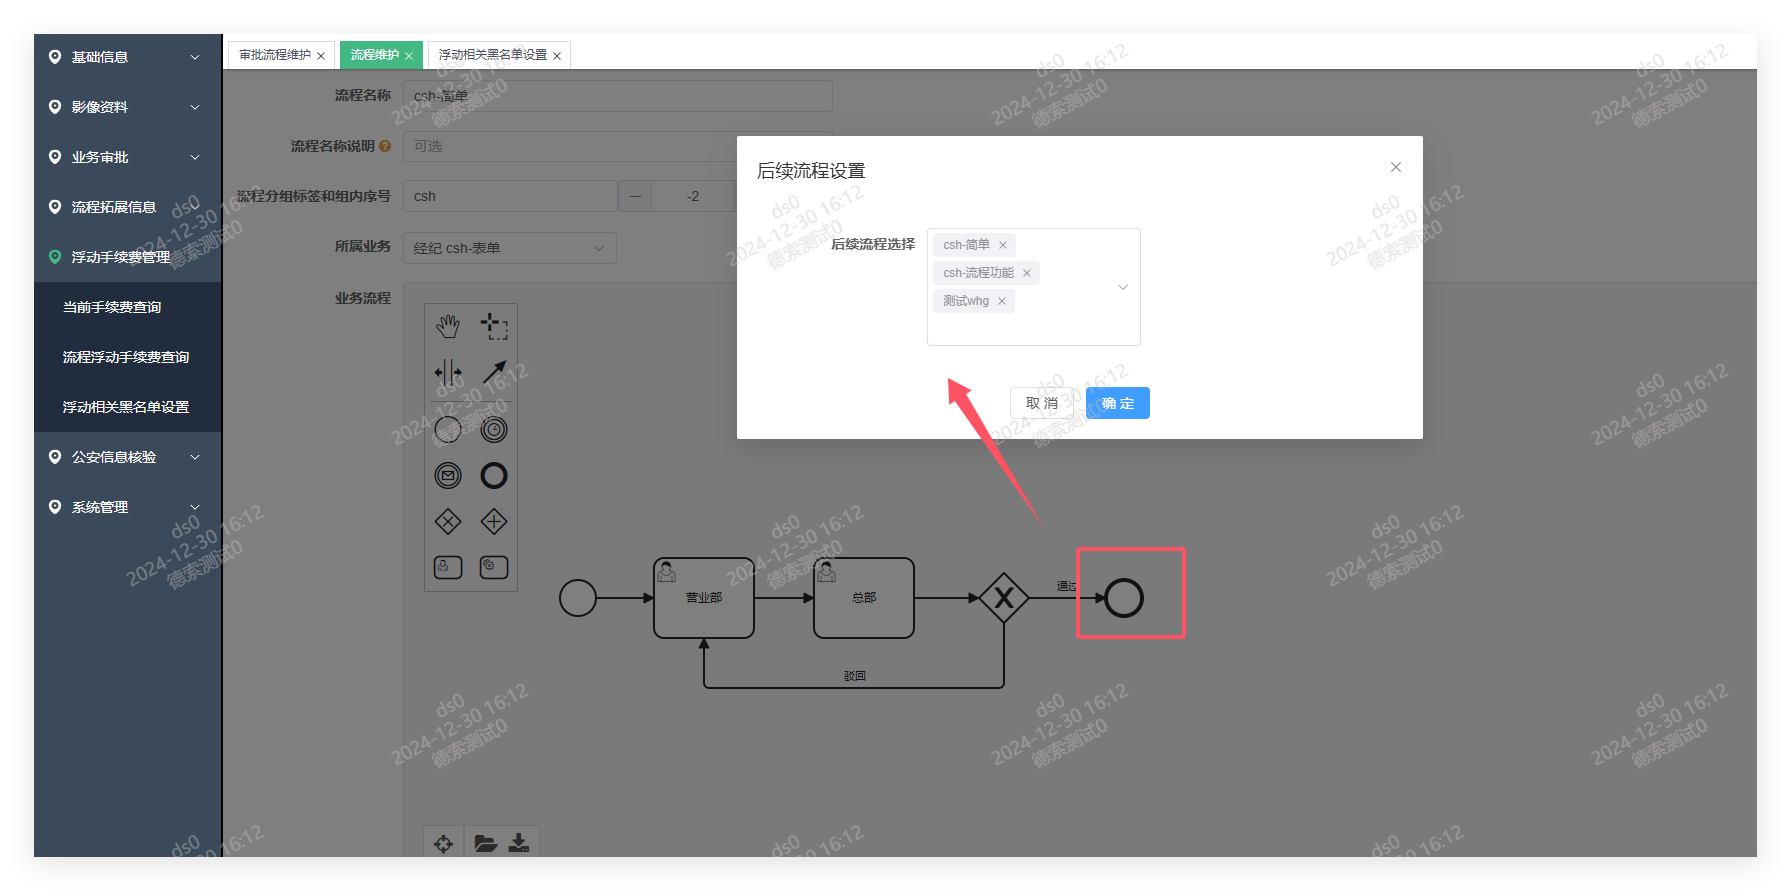 基础信息
影像资料
业务审批
流程拓展信息
浮动手续费管理
当前手续费查询
流程浮动手续费查询
浮动相关黑名单设置
公安信息核验
系统管理
审批流程维护
流程维护
浮动相关黑名单设置
流程名称
csh-简单
流程名称说明
可选
流程分组标签和组内序号
csh
-2
所属业务
经纪 csh-表单
业务流程
后续流程设置
后续流程选择
csh-简单
csh-流程功能
测试whg
取 消
确 定
营业部
总部
通过
驳回
ds0
2024-12-30 16:12
德索测试0